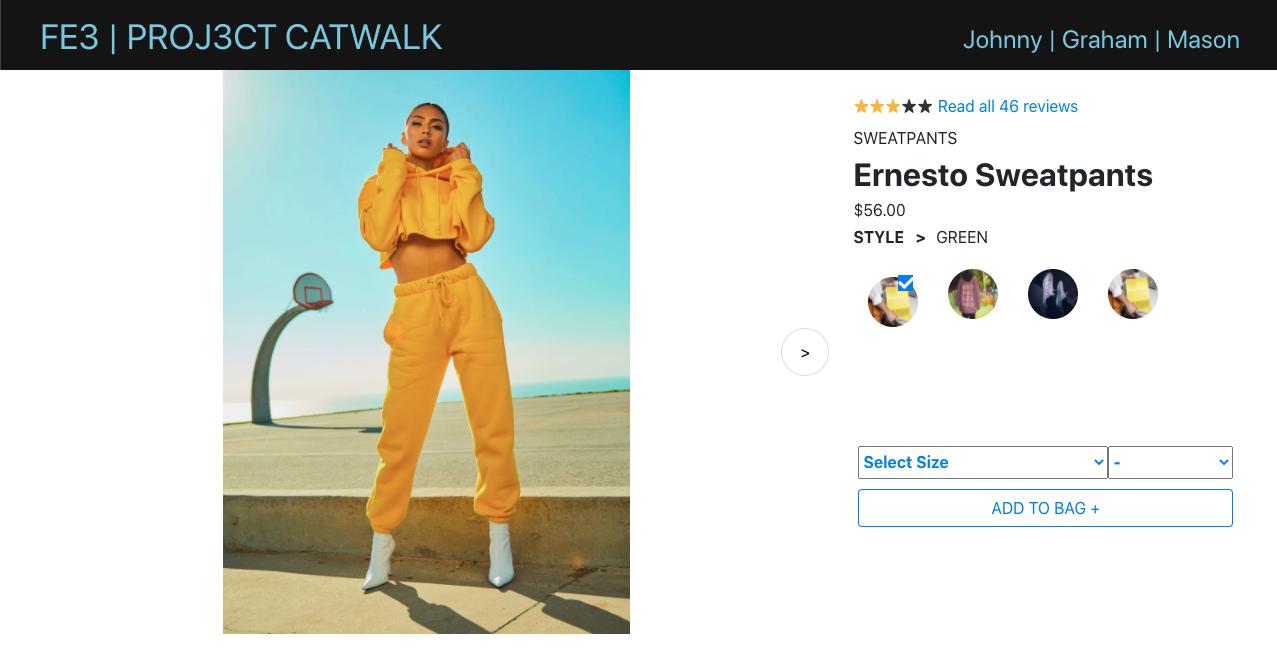 FE3 | PROJ3CT CATWALK
Johnny | Graham | Mason
Read all 46 reviews
SWEATPANTS
Ernesto Sweatpants
$56.00
STYLE > GREEN
>
Select Size
-
ADD TO BAG +